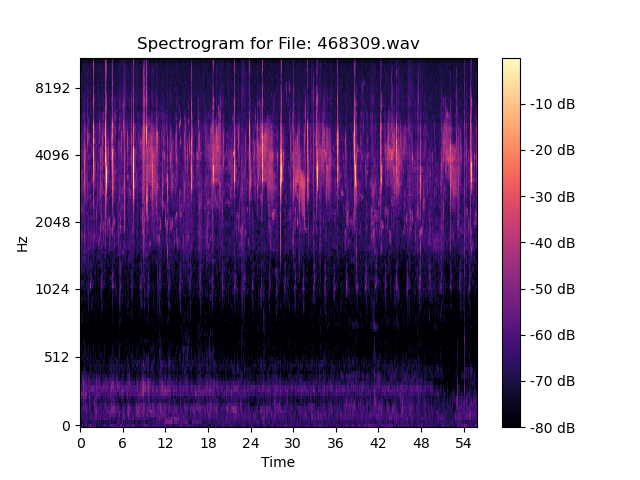 Spectrogram for File: 468309.wav
8192
4096
2048
1024
512
0
Hz
0 6 12 18 24 30 36 42 48 54
Time
-10 dB
-20 dB
-30 dB
-40 dB
-50 dB
-60 dB
-70 dB
-80 dB